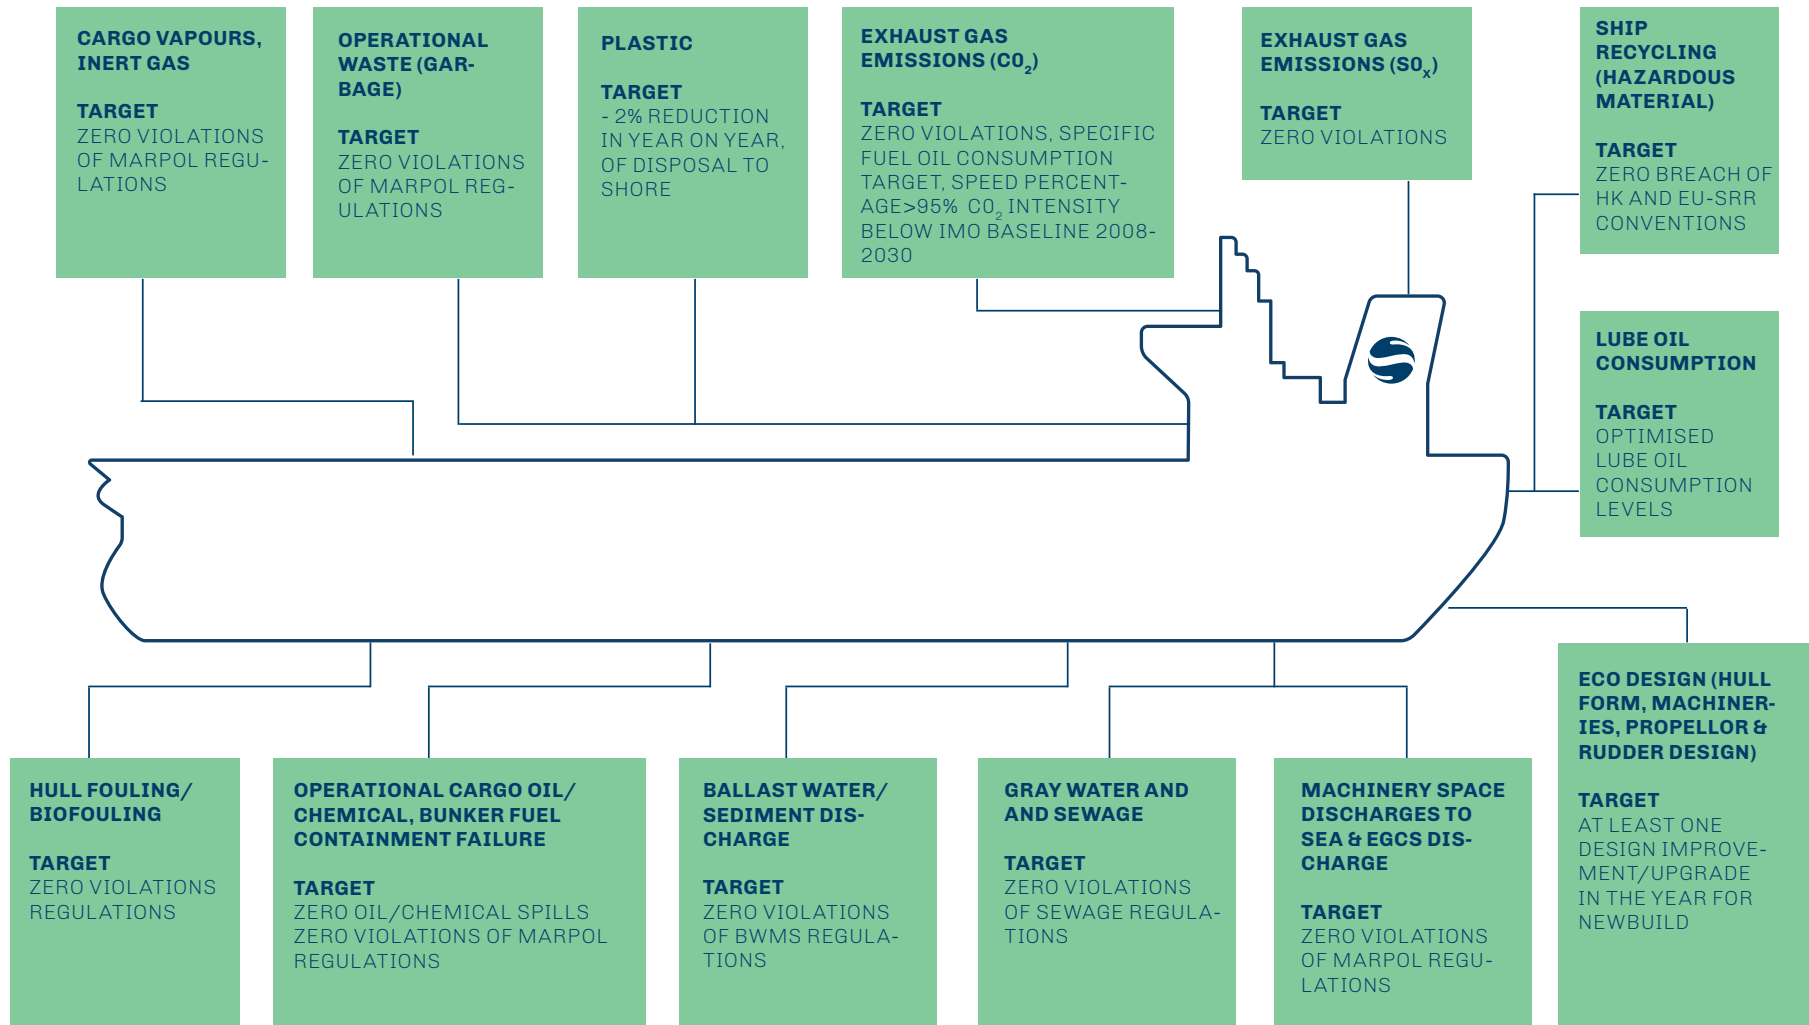 CARGO VAPOURS,
INERT GAS
TARGET
ZERO VIOLATIONS
OF MARPOL REGU-
LATIONS
OPERATIONAL
WASTE (GAR-
BAGE)
TARGET
ZERO VIOLATIONS
OF MARPOL REG-
ULATIONS
PLASTIC
TARGET
- 2% REDUCTION
IN YEAR ON YEAR,
OF DISPOSAL TO
SHORE
EXHAUST GAS
EMISSIONS (CO₂)
TARGET
ZERO VIOLATIONS, SPECIFIC
FUEL OIL CONSUMPTION
TARGET, SPEED PERCENT-
AGE>95% CO₂ INTENSITY
BELOW IMO BASELINE 2008-
2030
EXHAUST GAS
EMISSIONS (SOₓ)
TARGET
ZERO VIOLATIONS
SHIP
RECYCLING
(HAZARDOUS
MATERIAL)
TARGET
ZERO BREACH OF
HK AND EU-SRR
CONVENTIONS
LUBE OIL
CONSUMPTION
TARGET
OPTIMISED
LUBE OIL
CONSUMPTION
LEVELS
HULL FOULING/
BIOFOULING
TARGET
ZERO VIOLATIONS
REGULATIONS
OPERATIONAL CARGO OIL/
CHEMICAL, BUNKER FUEL
CONTAINMENT FAILURE
TARGET
ZERO OIL/CHEMICAL SPILLS
ZERO VIOLATIONS OF MARPOL
REGULATIONS
BALLAST WATER/
SEDIMENT DIS-
CHARGE
TARGET
ZERO VIOLATIONS
OF BWMS REGULA-
TIONS
GRAY WATER AND
AND SEWAGE
TARGET
ZERO VIOLATIONS
OF SEWAGE REGULA-
TIONS
MACHINERY SPACE
DISCHARGES TO
SEA & EGCS DIS-
CHARGE
TARGET
ZERO VIOLATIONS
OF MARPOL REGU-
LATIONS
ECO DESIGN (HULL
FORM, MACHINER-
IES, PROPELLOR &
RUDDER DESIGN)
TARGET
AT LEAST ONE
DESIGN IMPROVE-
MENT/UPGRADE
IN THE YEAR FOR
NEWBUILD